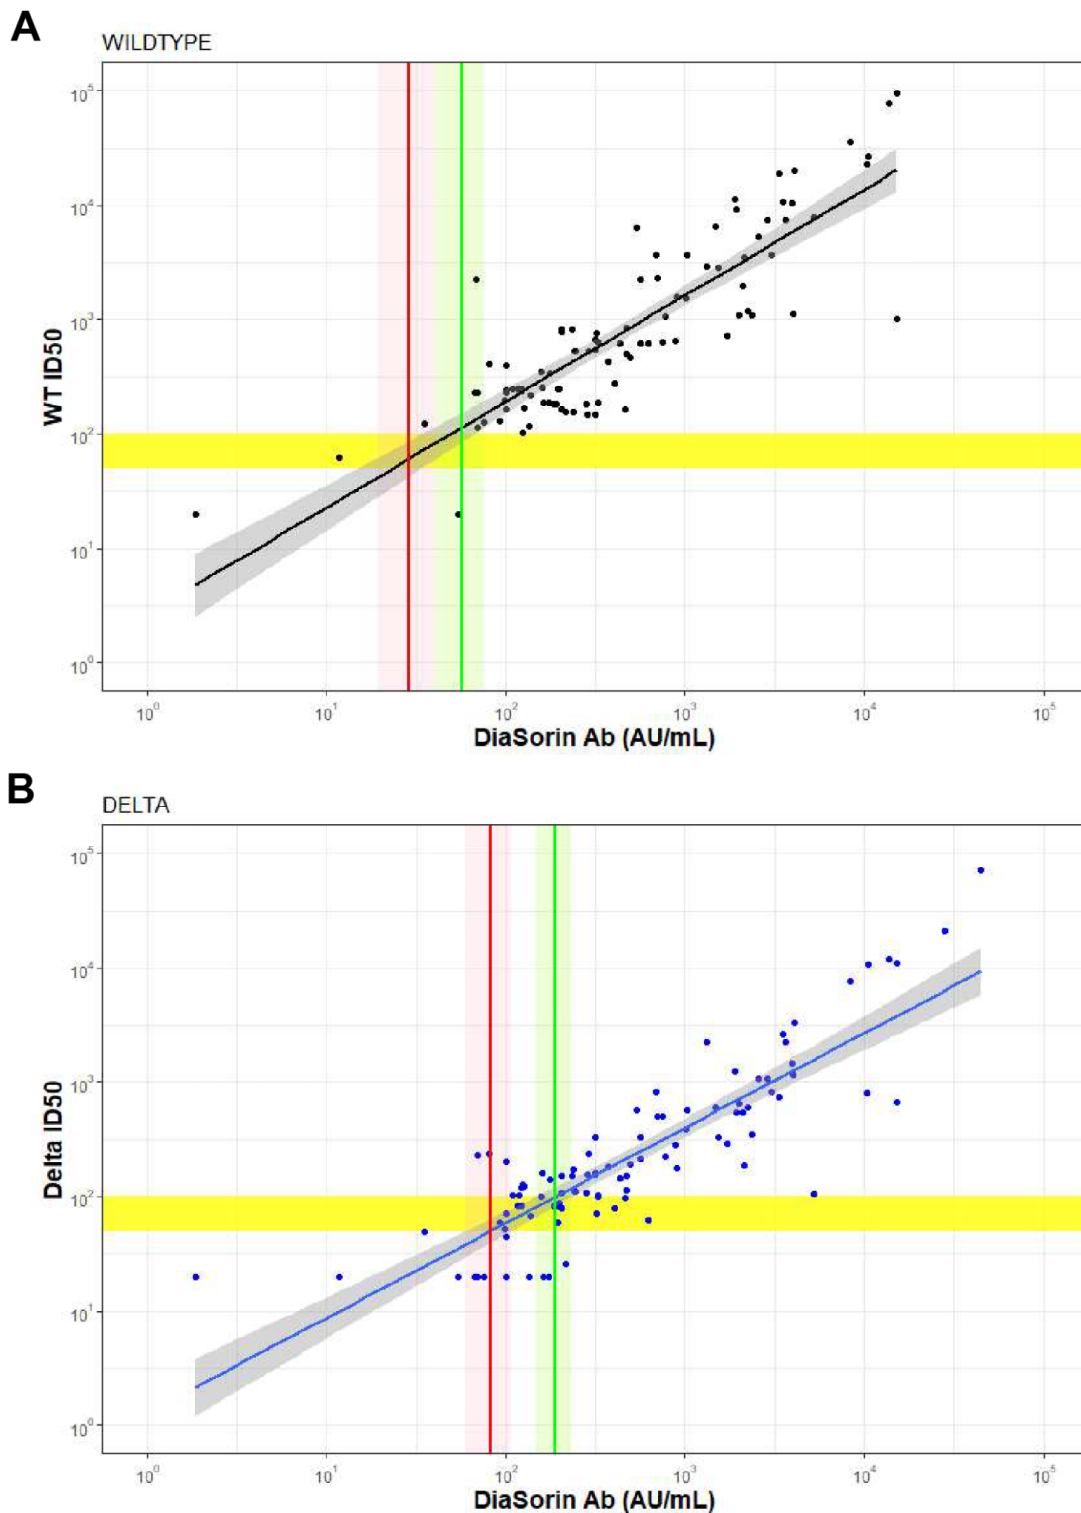 A
WILDTYPE
10⁵
10⁴
10³
10²
10¹
10⁰
WT ID50
10⁰ 10¹ 10² 10³ 10⁴ 10⁵
DiaSorin Ab (AU/mL)
B
DELTA
10⁵
10⁴
10³
10²
10¹
10⁰
Delta ID50
10⁰ 10¹ 10² 10³ 10⁴ 10⁵
DiaSorin Ab (AU/mL)